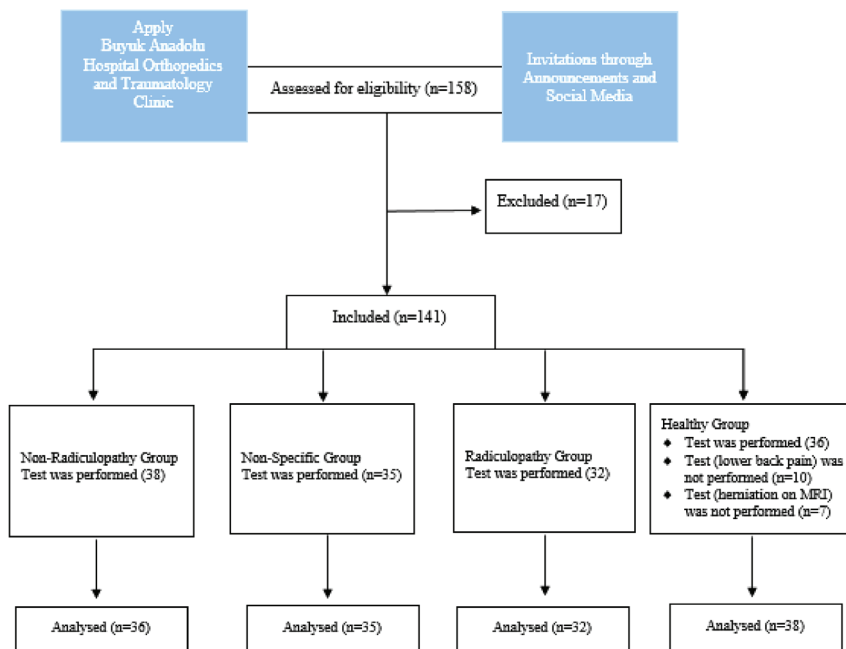 Apply
Buyuk Anadolu
Hospital Orthopedics
and Traumatology
Clinic
Assessed for eligibility (n=158)
Invitations through
Announcements and
Social Media
Excluded (n=17)
Included (n=141)
Non-Radiculopathy Group
Test was performed (38)
Non-Specific Group
Test was performed (n=35)
Radiculopathy Group
Test was performed (32)
Healthy Group
◆ Test was performed (36)
◆ Test (lower back pain) was
not performed (n=10)
◆ Test (herniation on MRI)
was not performed (n=7)
Analysed (n=36)
Analysed (n=35)
Analysed (n=32)
Analysed (n=38)